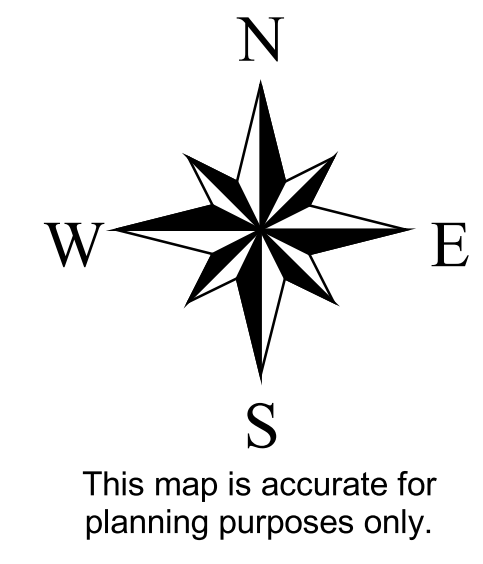 N
W E
S
This map is accurate for
planning purposes only.